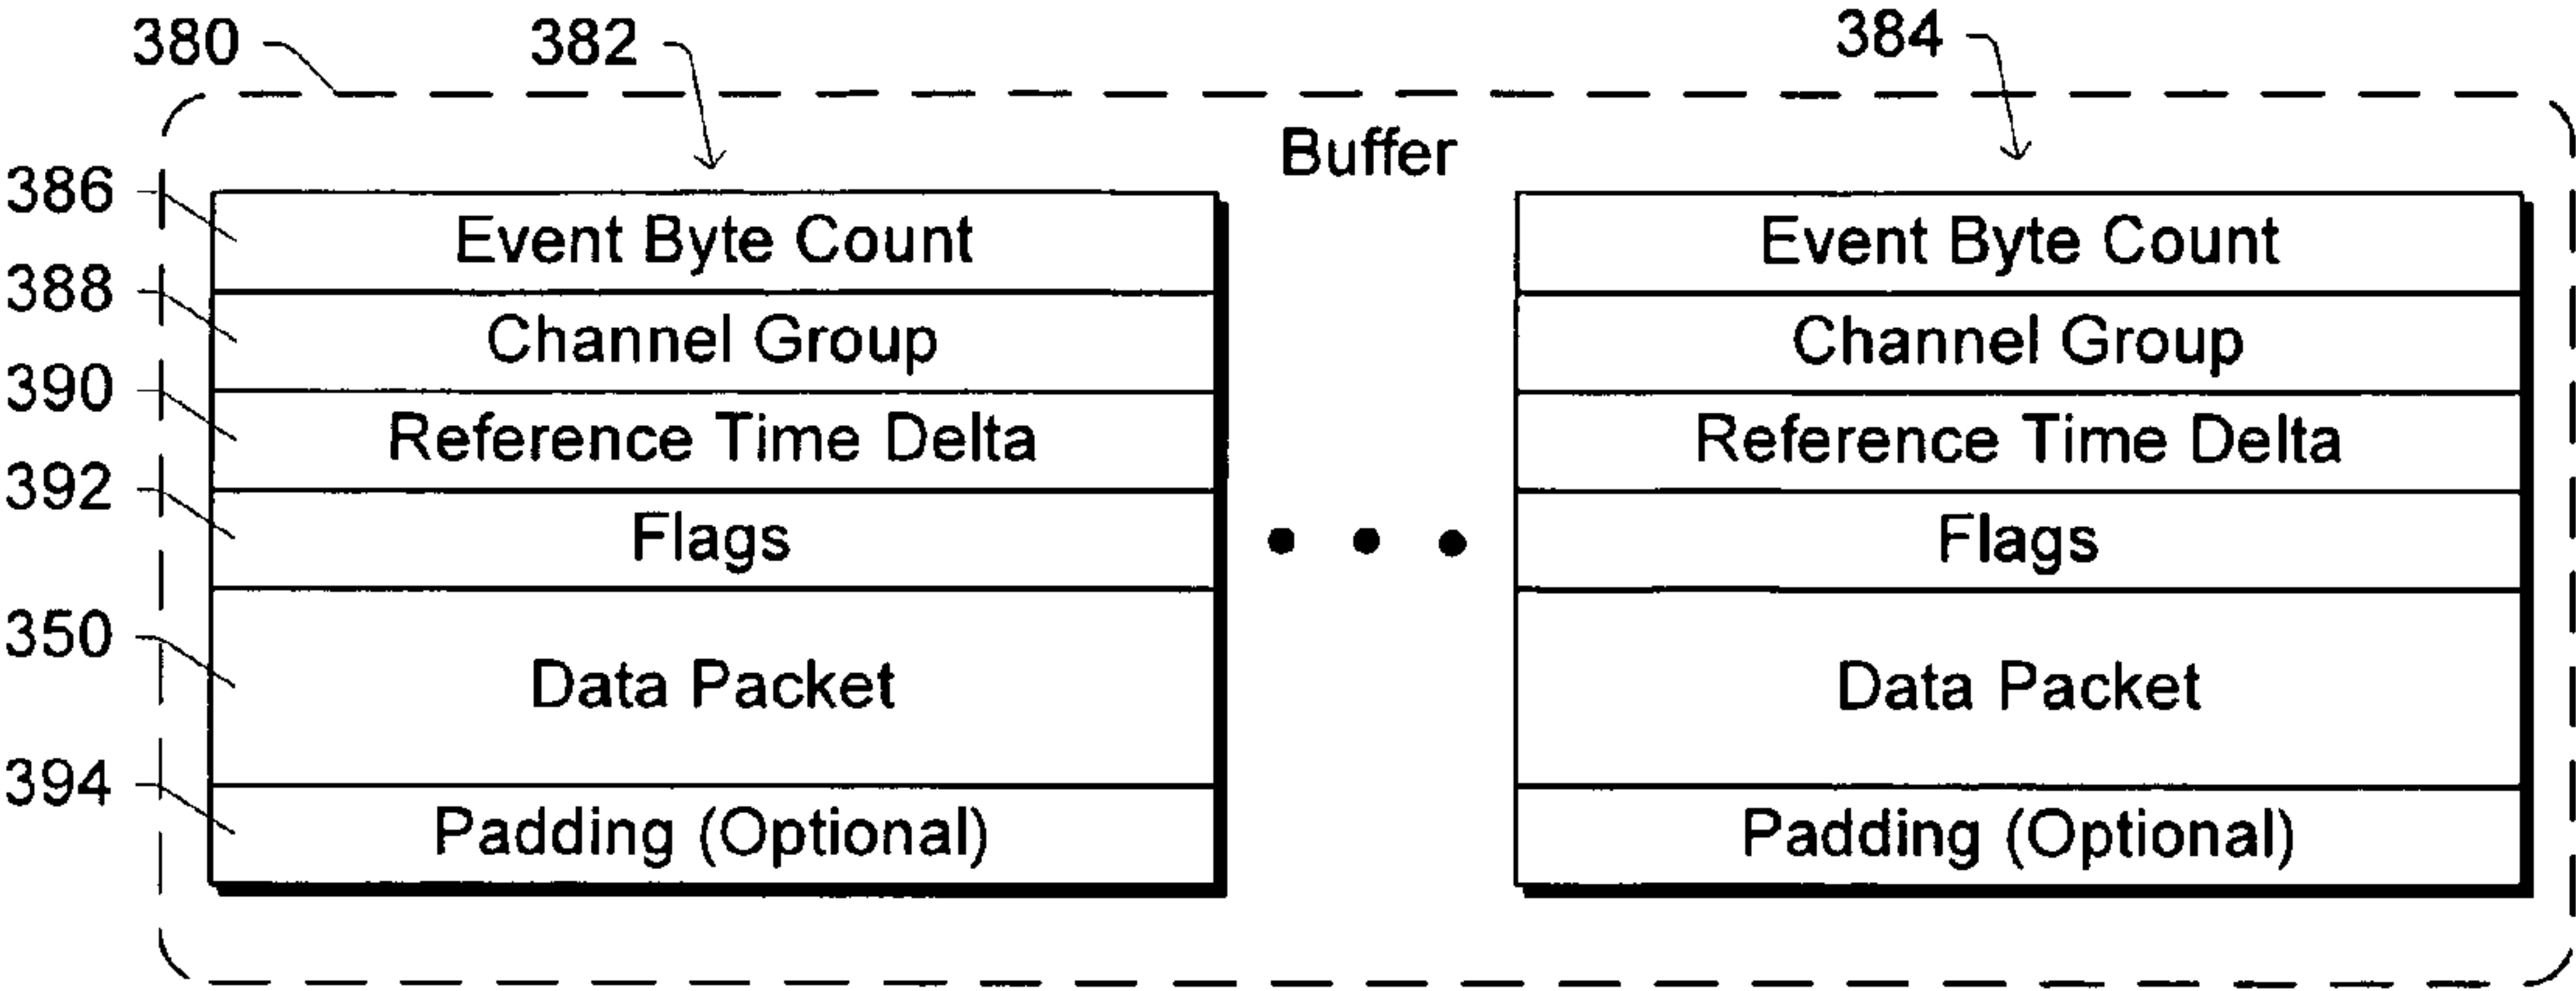 380
382
384
Buffer
386
Event Byte Count
Event Byte Count
388
Channel Group
Channel Group
390
Reference Time Delta
Reference Time Delta
392
Flags
Flags
350
Data Packet
Data Packet
394
Padding (Optional)
Padding (Optional)